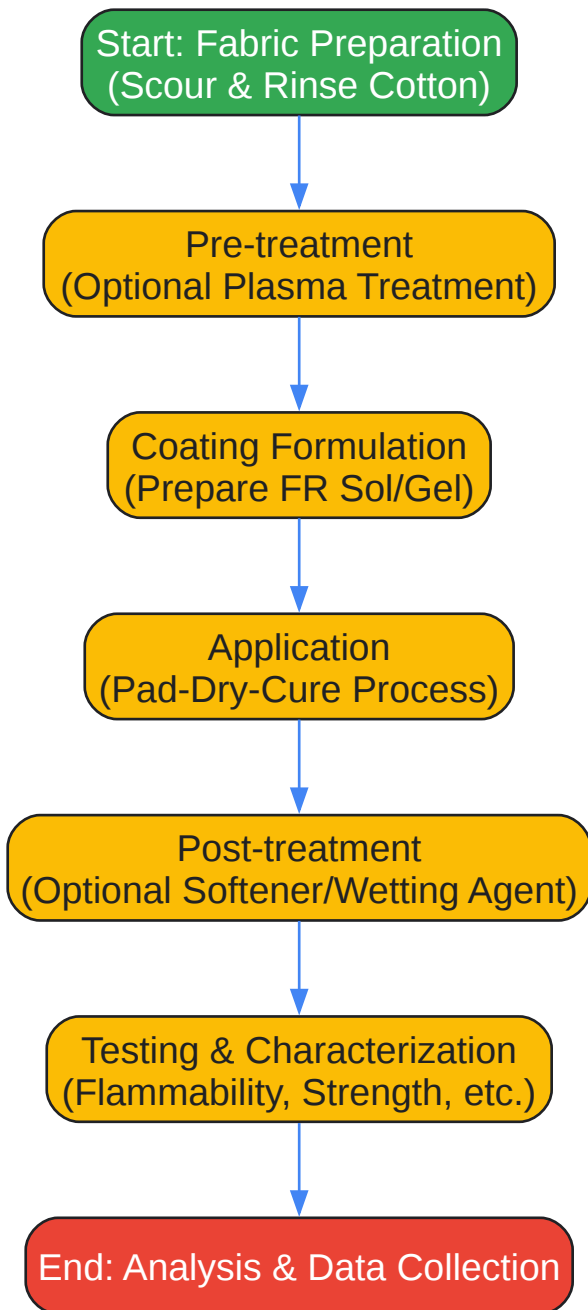 Start: Fabric Preparation
(Scour & Rinse Cotton)
Pre-treatment
(Optional Plasma Treatment)
Coating Formulation
(Prepare FR Sol/Gel)
Application
(Pad-Dry-Cure Process)
Post-treatment
(Optional Softener/Wetting Agent)
Testing & Characterization
(Flammability, Strength, etc.)
End: Analysis & Data Collection